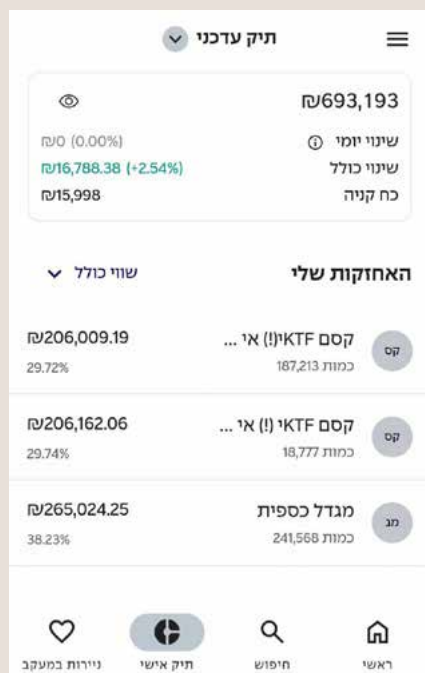 תיק עדכני
₪693,193
שינוי יומי ₪0 (0.00%)
שינוי כולל ₪16,788.38 (+2.54%)
כח קניה ₪15,998
האחזקות שלי שווי כולל
קס קסם KTFי(!) אי ... ₪206,009.19
כמות 187,213 29.72%
קס קסם KTFי (!) אי ... ₪206,162.06
כמות 18,777 29.74%
מג מגדל כספית ₪265,024.25
כמות 241,568 38.23%
ראשי חיפוש תיק אישי ניירות במעקב